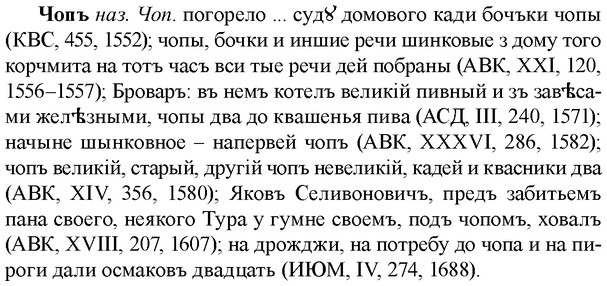 Чопъ наз. Чоп. погорело ... судꙋ домового кади бочъки чопы
(КВС, 455, 1552); чопы, бочки и иншие речи шинковые з дому того
корчмита на тотъ часъ вси тые речи дей побраны (АВК, XXI, 120,
1556–1557); Броваръ: въ немъ котелъ великій пивный и зъ завѣса-
ми желѣзными, чопы два до квашенья пива (АСД, III, 240, 1571);
начыне шынковное – напервей чопъ (АВК, XXXVI, 286, 1582);
чопъ великій, старый, другій чопъ невеликій, кадей и квасники два
(АВК, XIV, 356, 1580); Яковъ Селивоновичъ, предъ забитьемъ
пана своего, неякого Тура у гумне своемъ, подъ чопомъ, ховалъ
(АВК, XVIII, 207, 1607); на дрожджи, на потребу до чопа и на пи-
роги дали осмаковъ двадцать (ИЮМ, IV, 274, 1688).